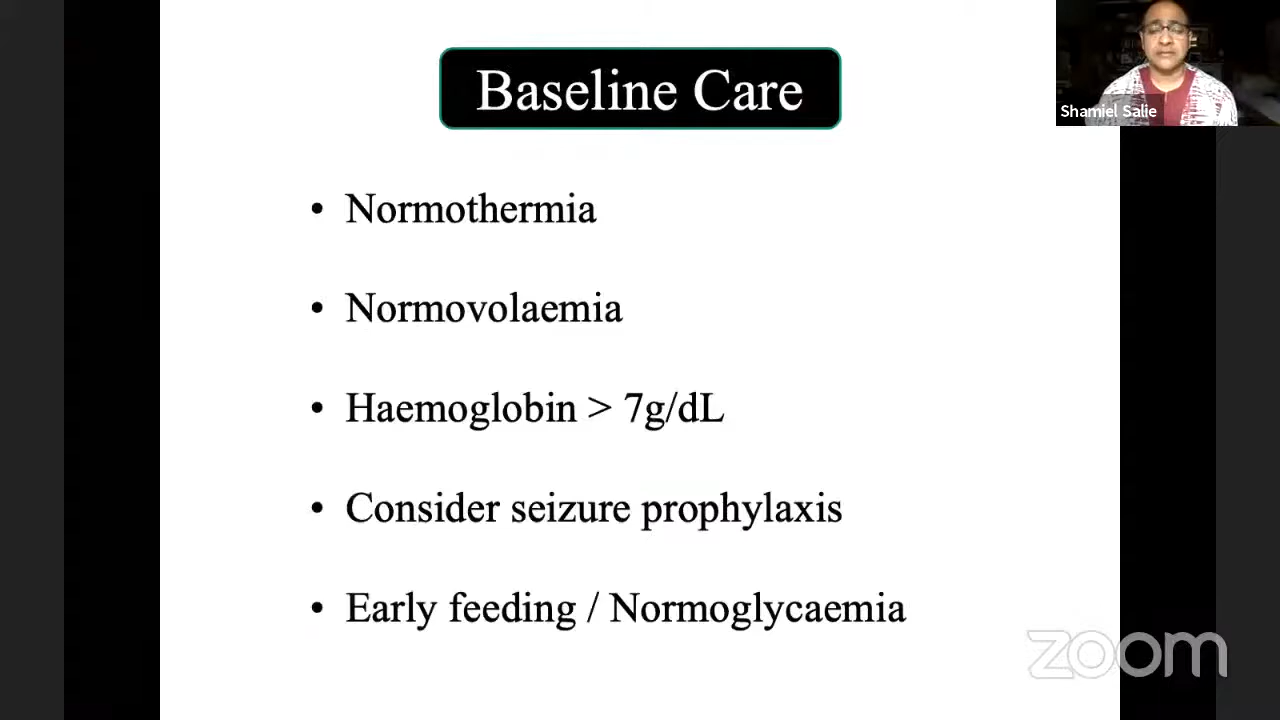 Baseline Care
Shamiel Salie
• Normothermia
• Normovolaemia
• Haemoglobin > 7g/dL
• Consider seizure prophylaxis
• Early feeding / Normoglycaemia
zoom